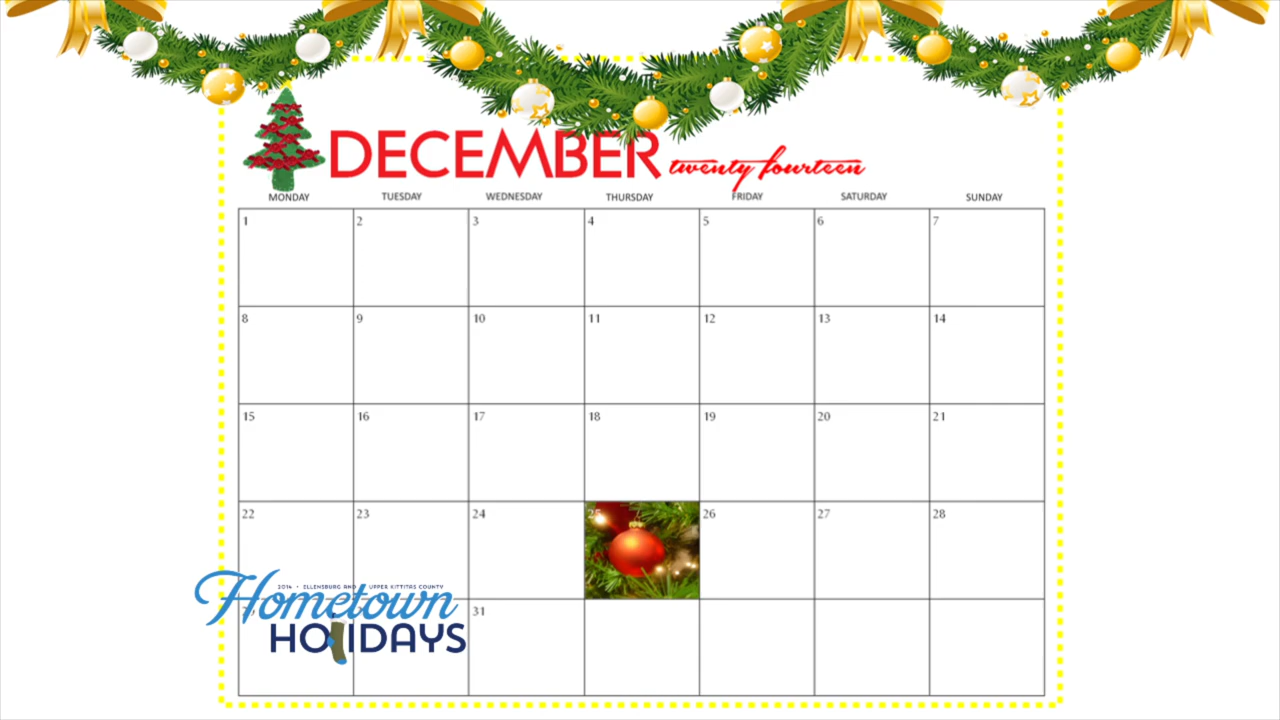 DECEMBER twenty fourteen
MONDAY TUESDAY WEDNESDAY THURSDAY FRIDAY SATURDAY SUNDAY
1 2 3 4 5 6 7
8 9 10 11 12 13 14
15 16 17 18 19 20 21
22 23 24 25 26 27 28
31
2014 • ELLENSBURG AND UPPER KITTITAS COUNTY
Hometown
HOLIDAYS